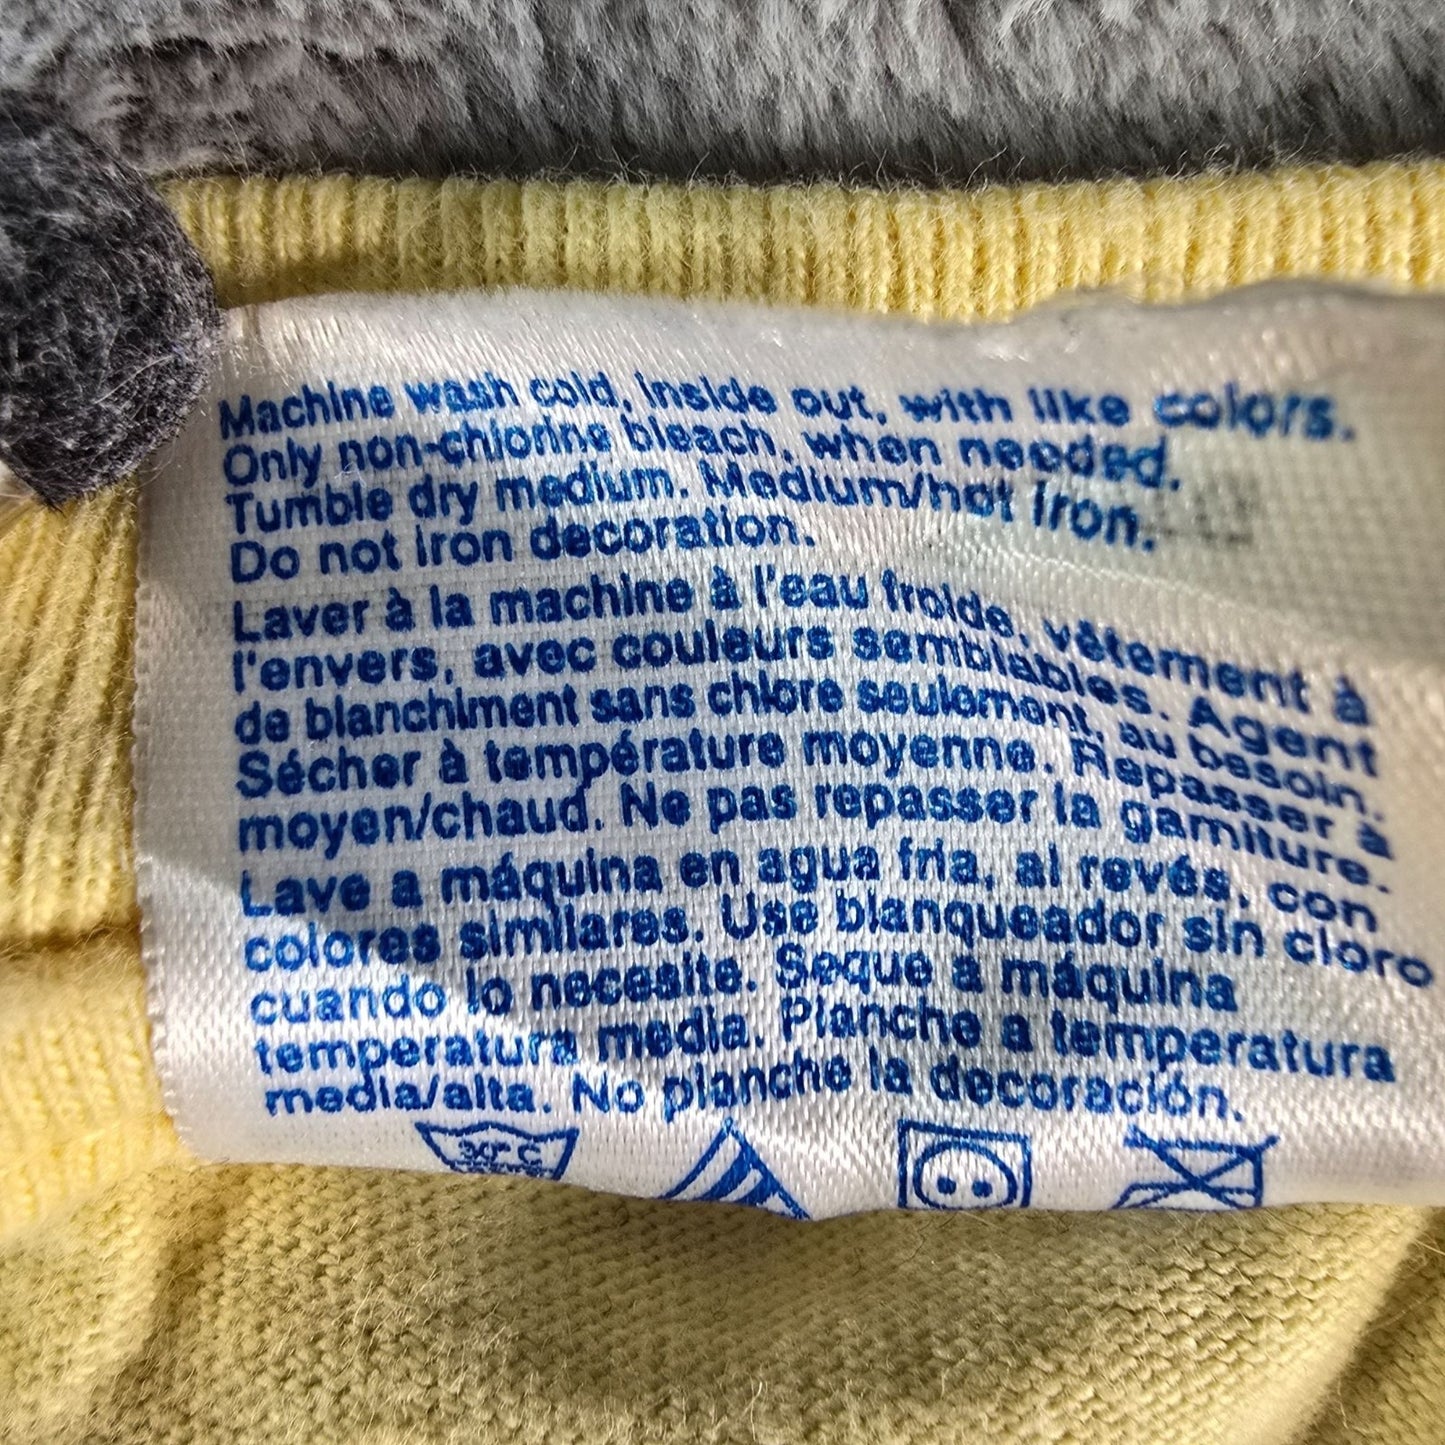 Machine wash cold, inside out, with like colors.
Only non-chlorine bleach, when needed.
Tumble dry medium. Medium/hot iron.
Do not iron decoration.
Laver à la machine à l'eau froide, vêtement à
l'envers, avec couleurs semblables. Agent
de blanchiment sans chlore seulement, au besoin.
Sécher à température moyenne. Repasser à
moyen/chaud. Ne pas repasser la garniture.
Lave a máquina en agua fria, al revés, con
colores similares. Use blanqueador sin cloro
cuando lo necesite. Seque a máquina
temperatura media. Planche a temperatura
media/alta. No planche la decoración.
30° C